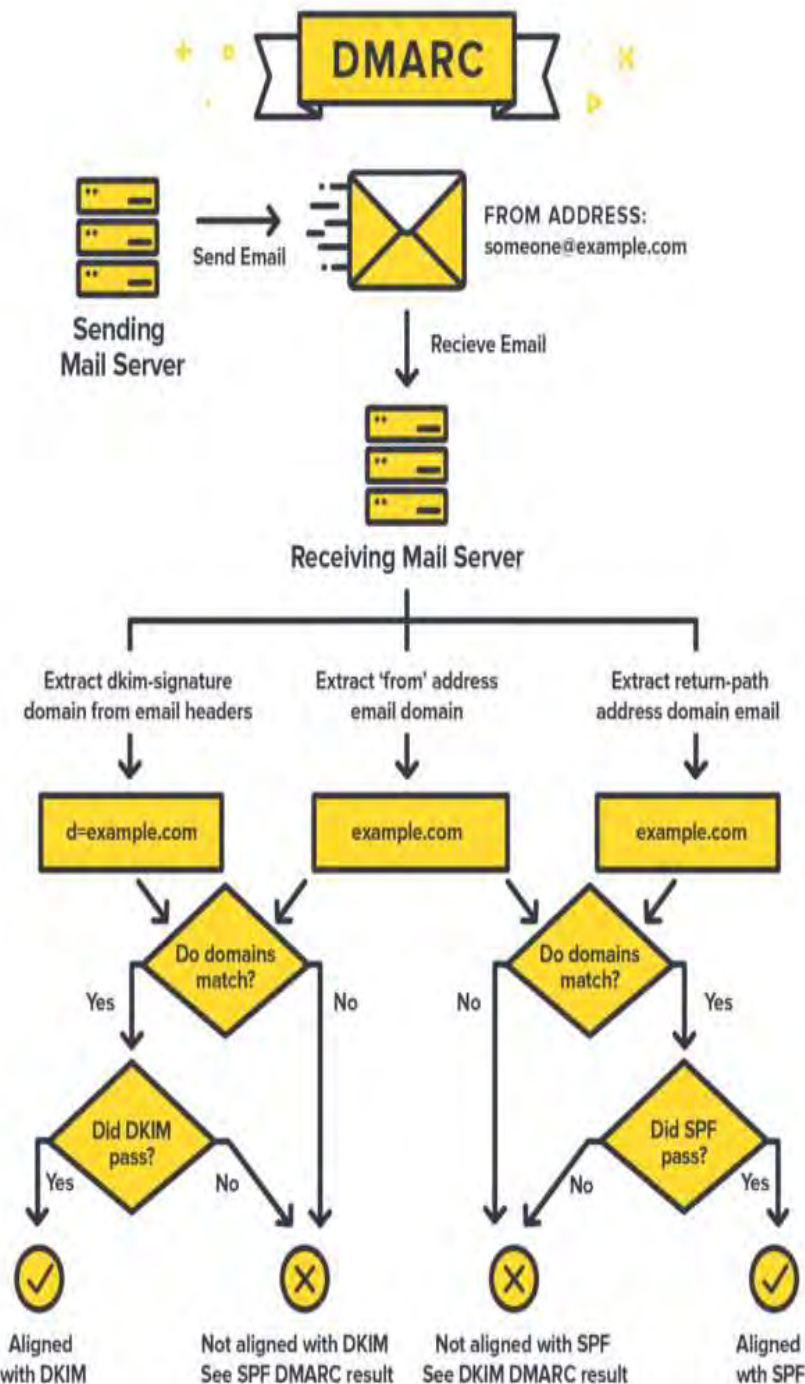 DMARC
FROM ADDRESS:
someone@example.com
Send Email
Sending
Mail Server
Recieve Email
Receiving Mail Server
Extract dkim-signature
domain from email headers
Extract 'from' address
email domain
Extract return-path
address domain email
d=example.com
example.com
example.com
Do domains
match?
Do domains
match?
Yes
No
No
Yes
Did DKIM
pass?
Did SPF
pass?
Yes
No
No
Yes
Aligned
with DKIM
Not aligned with DKIM
See SPF DMARC result
Not aligned with SPF
See DKIM DMARC result
Aligned
wth SPF